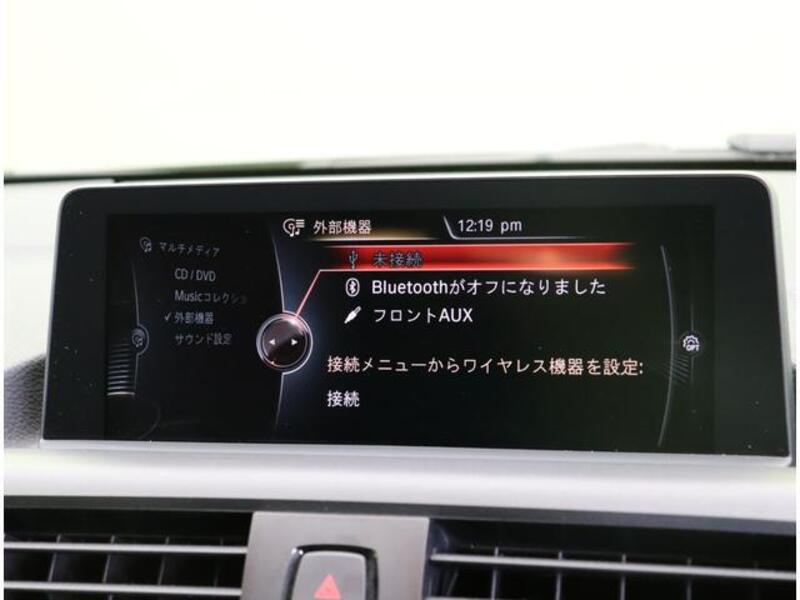 外部機器
12:19 pm
マルチメディア
CD / DVD
Musicコレクショ
✓外部機器
サウンド設定
未接続
Bluetoothがオフになりました
フロントAUX
接続メニューからワイヤレス機器を設定:
接続
OPT